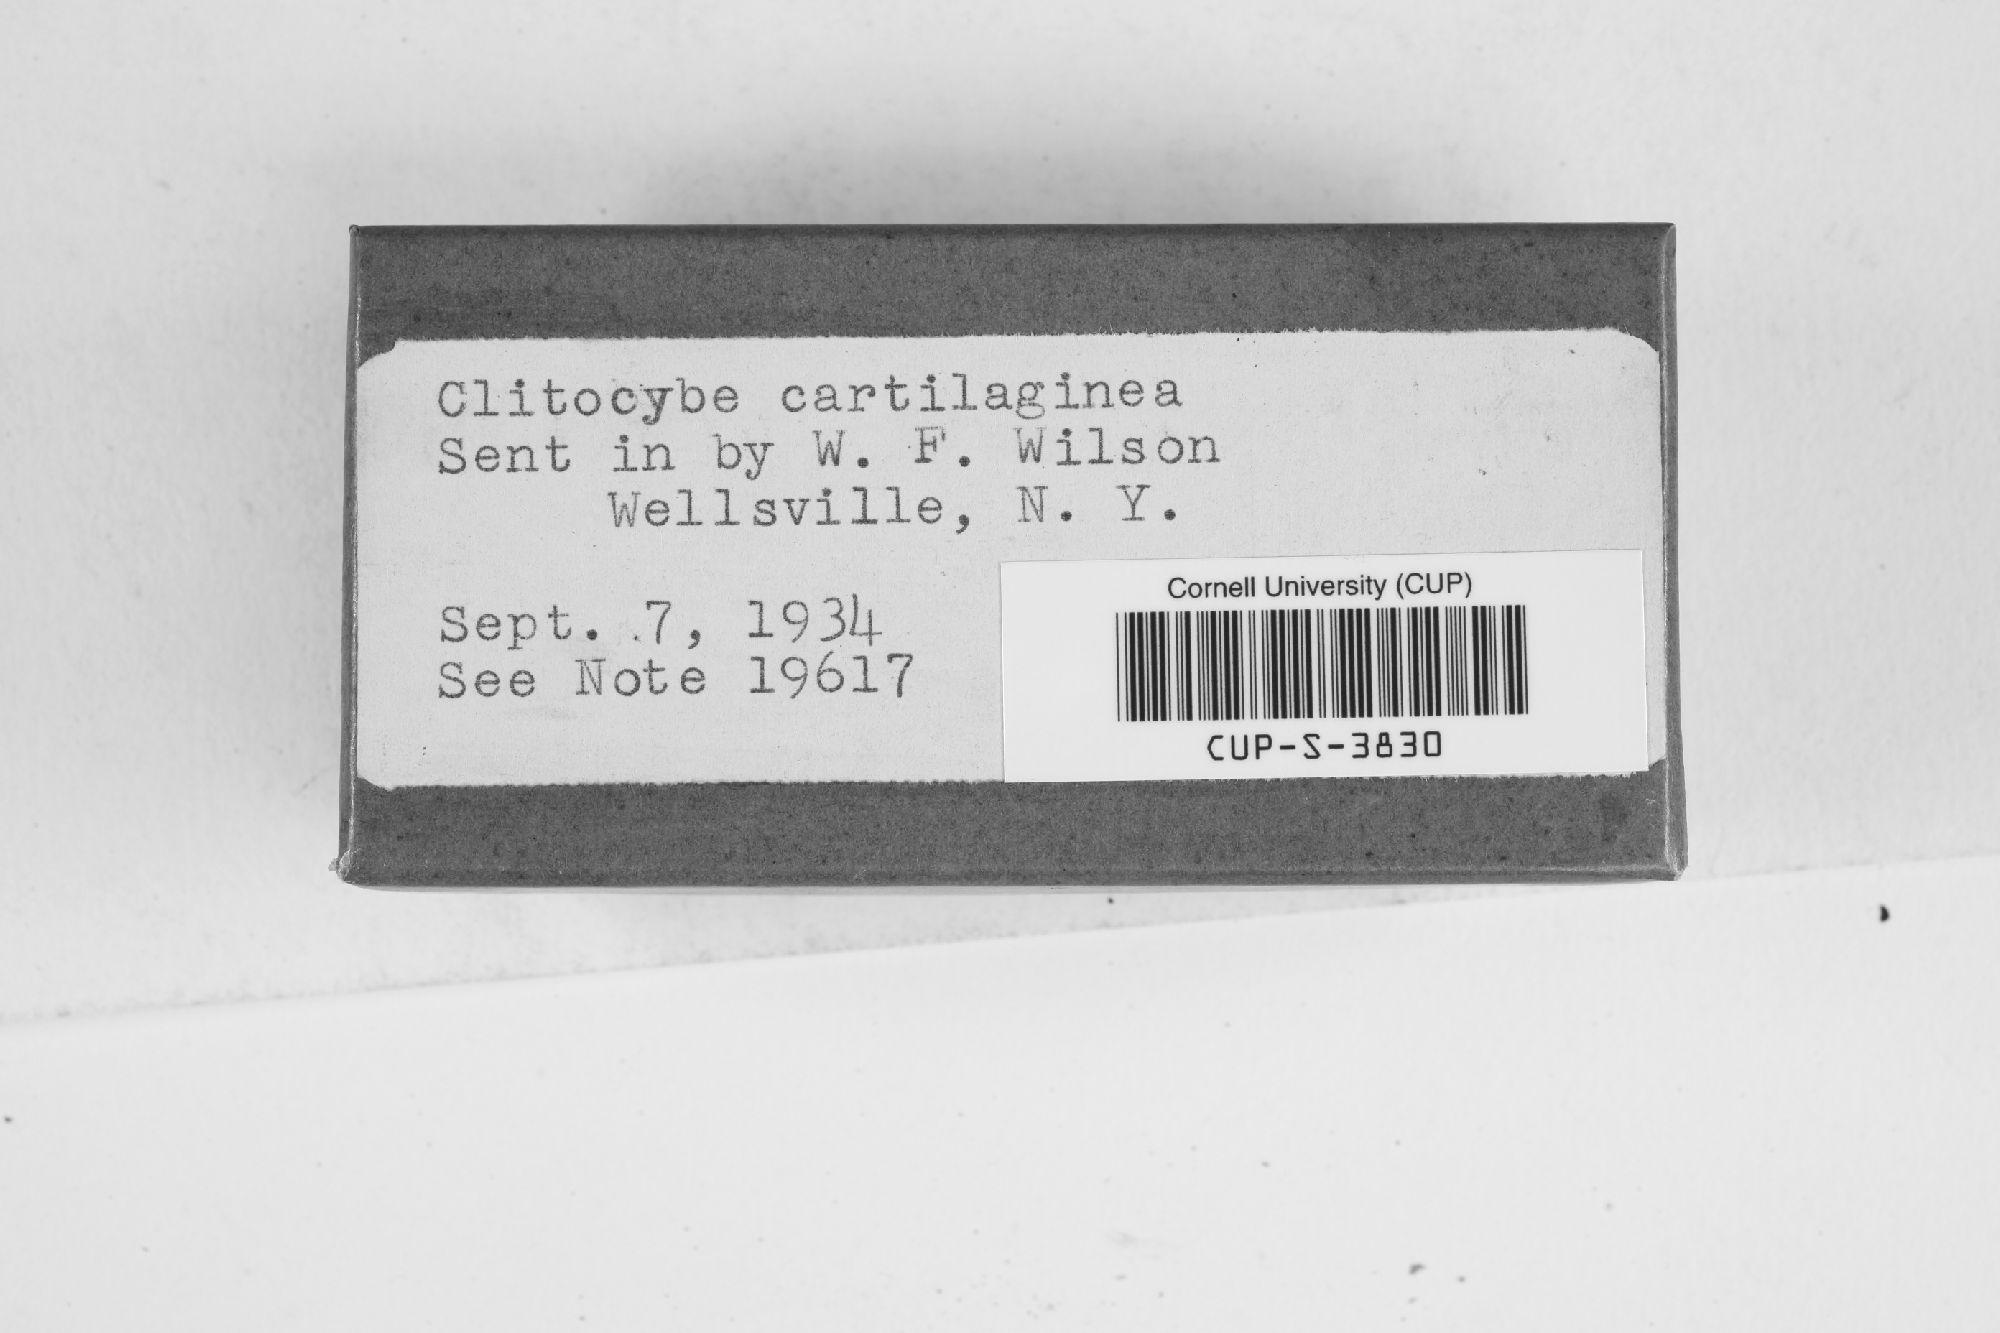 Clitocybe cartilaginea
Sent in by W. F. Wilson
Wellsville, N. Y.
Sept. 7, 1934
See Note 19617
Cornell University (CUP)
CUP-S-3830